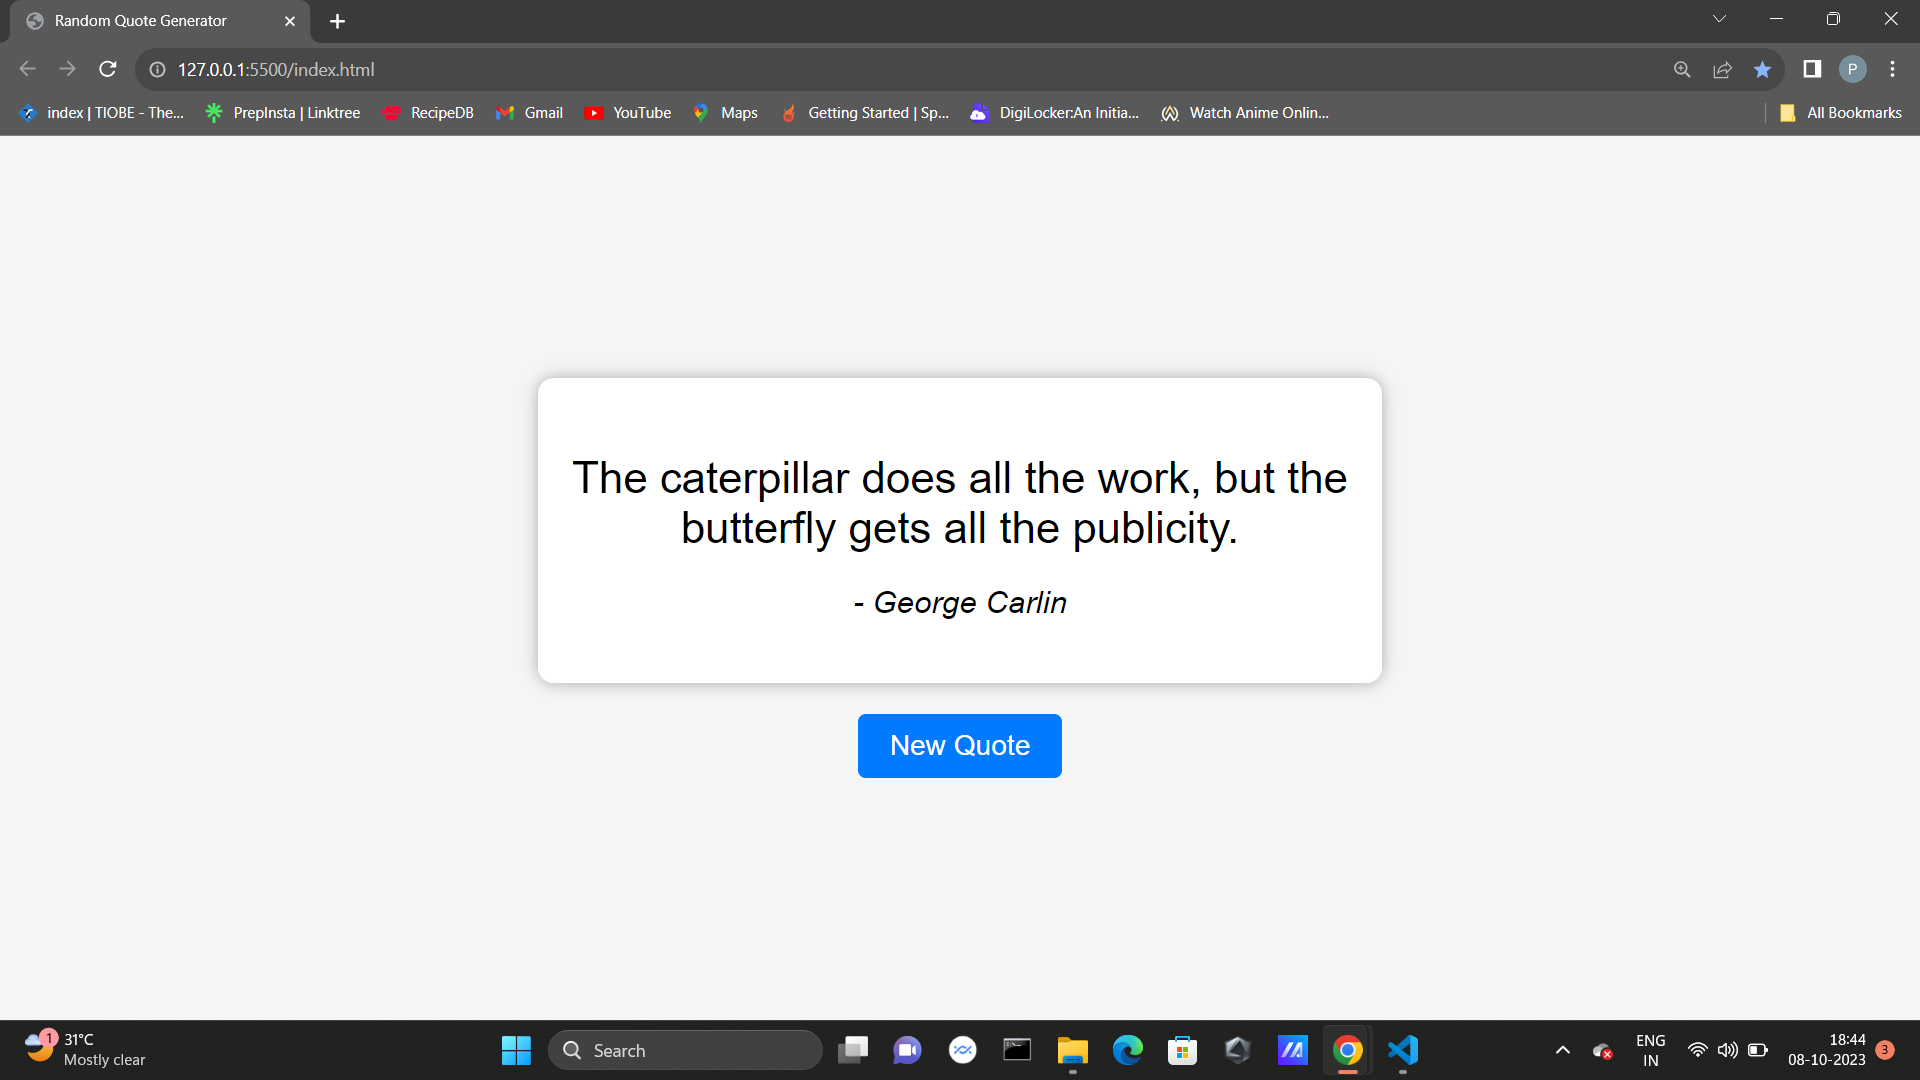 Random Quote Generator
127.0.0.1:5500/index.html
P
index | TIOBE - The...
PrepInsta | Linktree
RecipeDB
Gmail
YouTube
Maps
Getting Started | Sp...
DigiLocker:An Initia...
Watch Anime Onlin...
All Bookmarks
The caterpillar does all the work, but the
butterfly gets all the publicity.
- George Carlin
New Quote
1
31°C
Mostly clear
Search
ENG
IN
18:44
08-10-2023
3